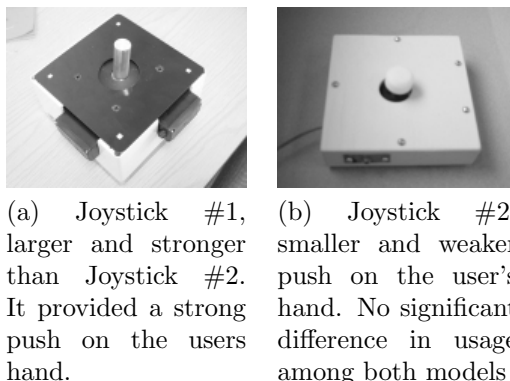 (a) Joystick #1,
larger and stronger
than Joystick #2.
It provided a strong
push on the users
hand.
(b) Joystick #2
smaller and weaker
push on the user's
hand. No significant
difference in usage
among both models